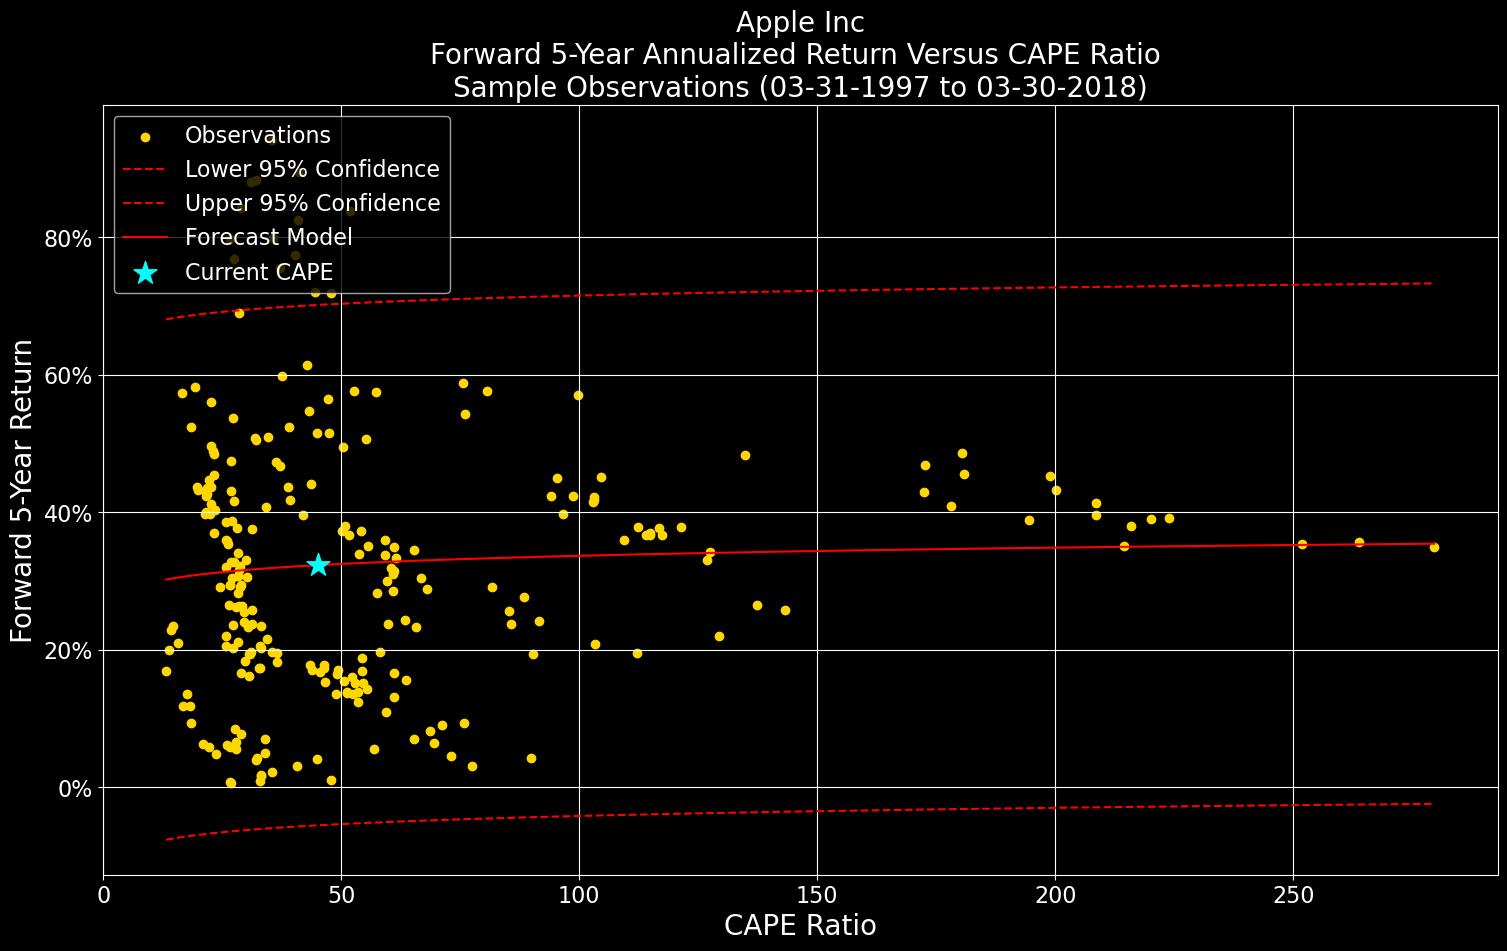 Apple Inc
Forward 5-Year Annualized Return Versus CAPE Ratio
Sample Observations (03-31-1997 to 03-30-2018)
Observations
Lower 95% Confidence
Upper 95% Confidence
Forecast Model
Current CAPE
Forward 5-Year Return
80%
60%
40%
20%
0%
0 50 100 150 200 250
CAPE Ratio